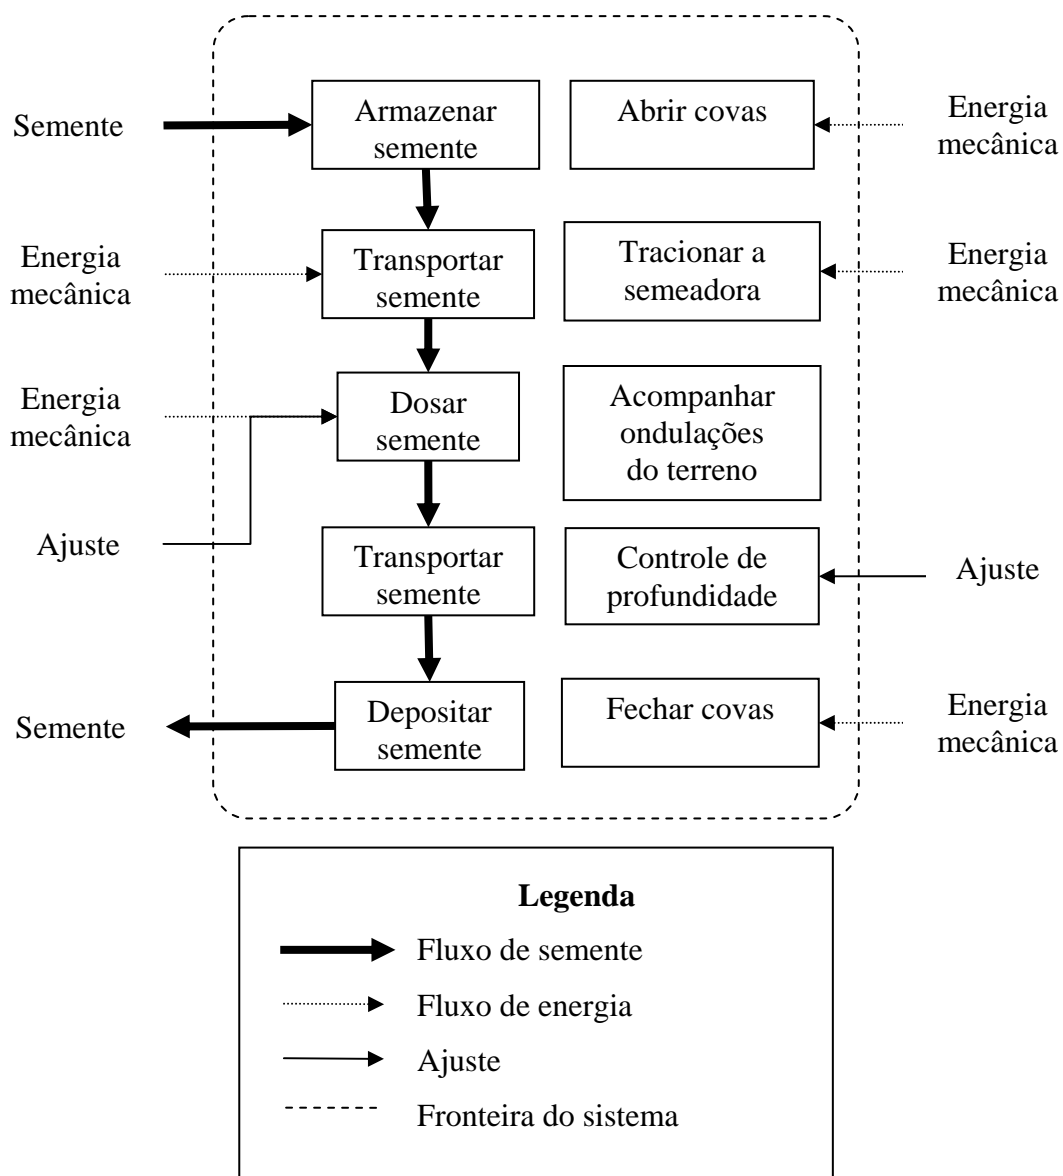 Semente
Armazenar
semente
Abrir covas
Energia
mecânica
Energia
mecânica
Transportar
semente
Tracionar a
semeadora
Energia
mecânica
Energia
mecânica
Dosar
semente
Acompanhar
ondulações
do terreno
Ajuste
Transportar
semente
Controle de
profundidade
Ajuste
Semente
Depositar
semente
Fechar covas
Energia
mecânica
Legenda
Fluxo de semente
Fluxo de energia
Ajuste
Fronteira do sistema